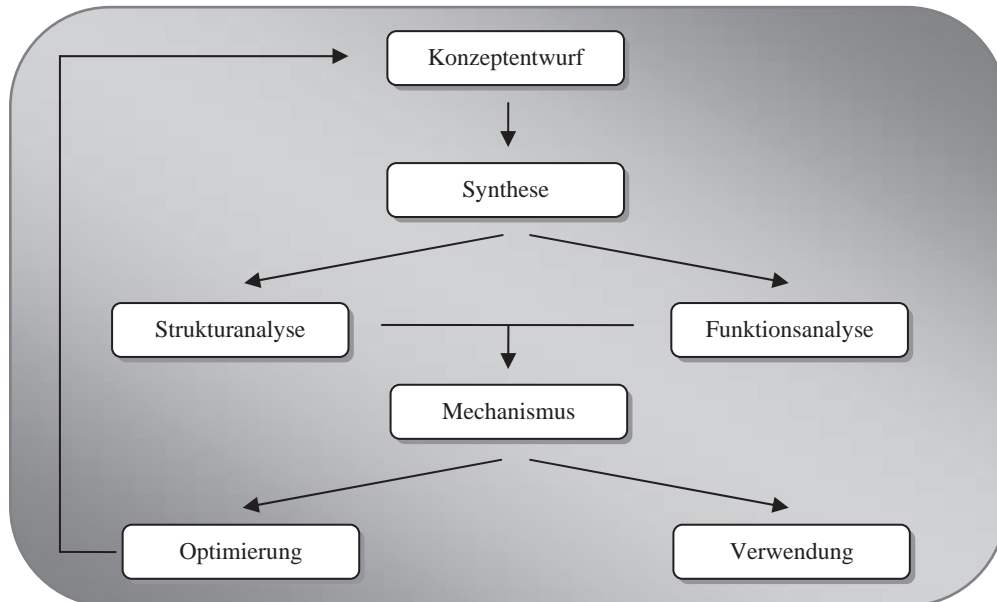 Konzeptentwurf
Synthese
Strukturanalyse
Funktionsanalyse
Mechanismus
Optimierung
Verwendung